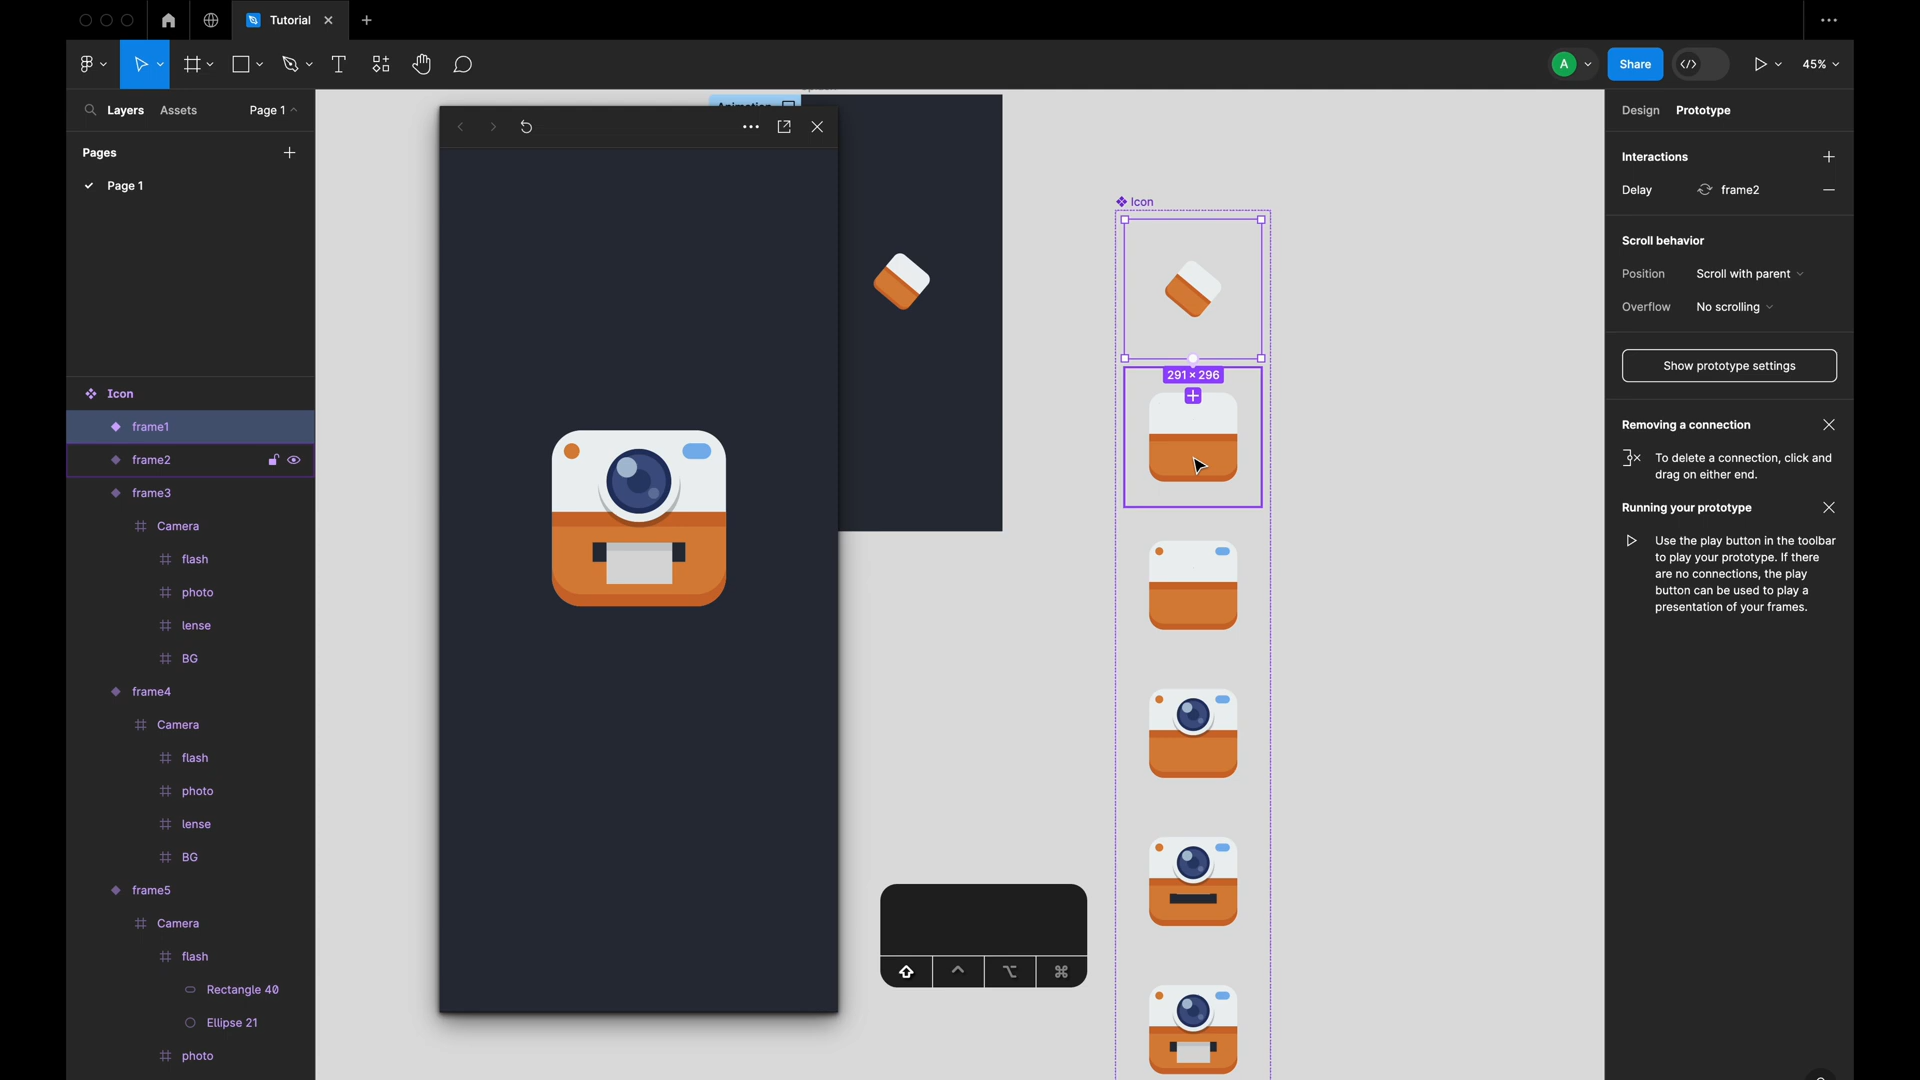 Tutorial
Share
A
45%
Layers
Assets
Page 1
Pages
Page 1
Icon
frame1
frame2
frame3
Camera
flash
photo
lense
BG
frame4
Camera
flash
photo
lense
BG
frame5
Camera
flash
Rectangle 40
Ellipse 21
photo
Animation
Icon
291 × 296
Design
Prototype
Interactions
Delay
frame2
Scroll behavior
Position
Scroll with parent
Overflow
No scrolling
Show prototype settings
Removing a connection
To delete a connection, click and
drag on either end.
Running your prototype
Use the play button in the toolbar
to play your prototype. If there
are no connections, the play
button can be used to play a
presentation of your frames.